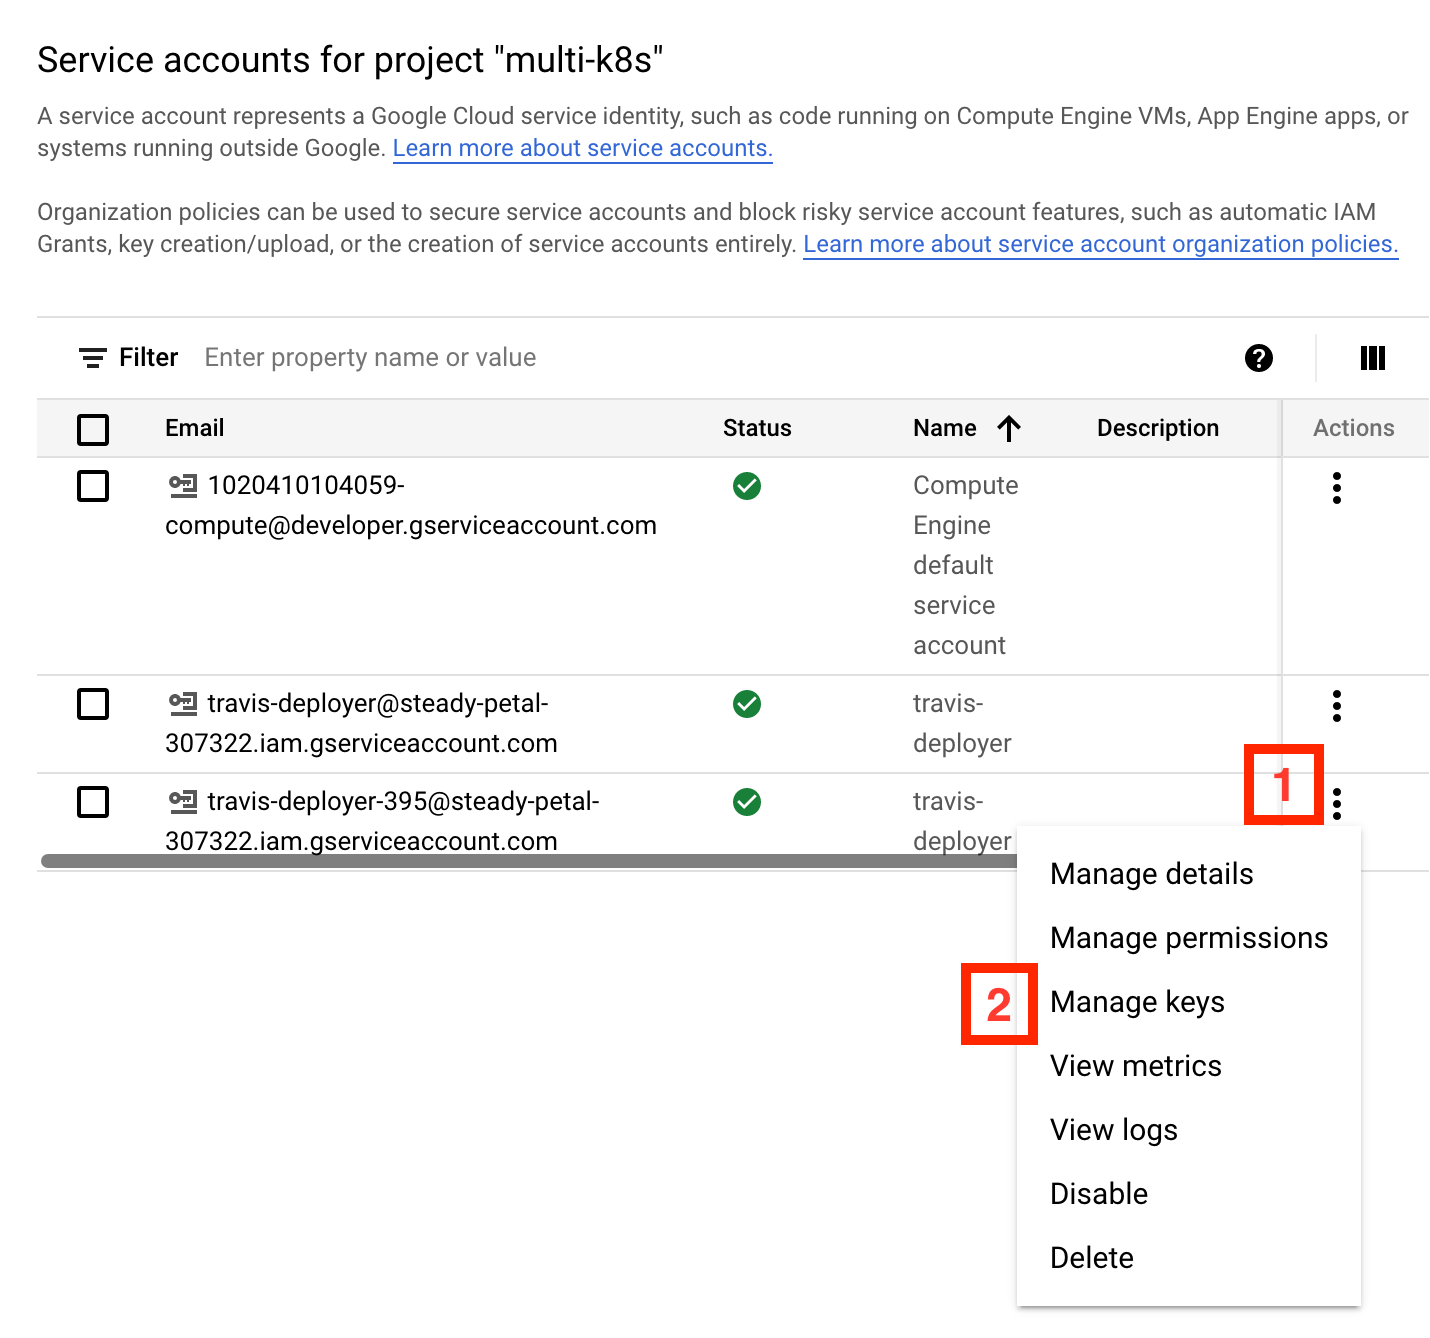 Service accounts for project "multi-k8s"
A service account represents a Google Cloud service identity, such as code running on Compute Engine VMs, App Engine apps, or
systems running outside Google. Learn more about service accounts.
Organization policies can be used to secure service accounts and block risky service account features, such as automatic IAM
Grants, key creation/upload, or the creation of service accounts entirely. Learn more about service account organization policies.
Filter Enter property name or value
Email Status Name Description Actions
1020410104059-
compute@developer.gserviceaccount.com
Compute
Engine
default
service
account
travis-deployer@steady-petal-
307322.iam.gserviceaccount.com
travis-
deployer
travis-deployer-395@steady-petal-
307322.iam.gserviceaccount.com
travis-
deployer
1
Manage details
Manage permissions
2
Manage keys
View metrics
View logs
Disable
Delete